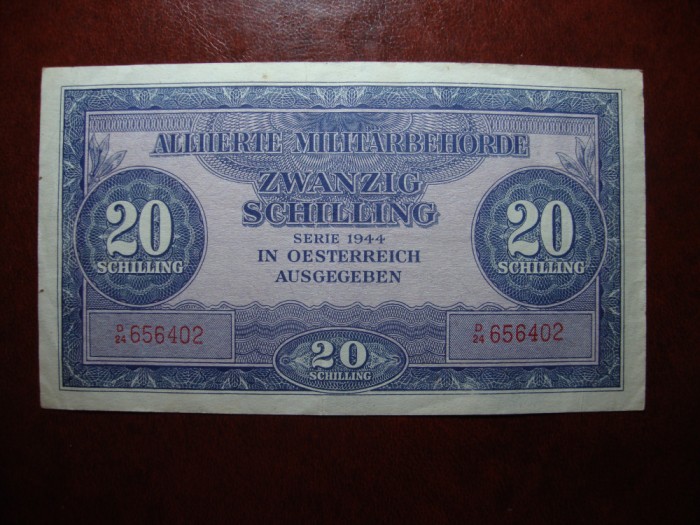 ALLIIERTE MILITÄRBEHÖRDE
ZWANZIG
SCHILLING
SERIE 1944
IN OESTERREICH
AUSGEGEBEN
20
SCHILLING
20
SCHILLING
D/24 656402
D/24 656402
20
SCHILLING